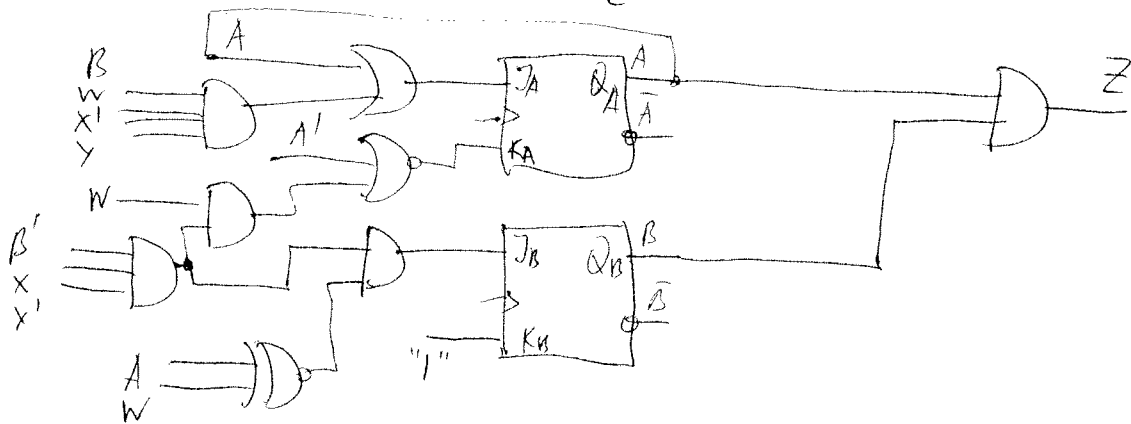 A
B
W
X'
Y
A'
J_A
Q_A
A
Ā
K_A
Z
W
B'
X
Y'
J_B
Q_B
B
B̄
K_B
"1"
A
W